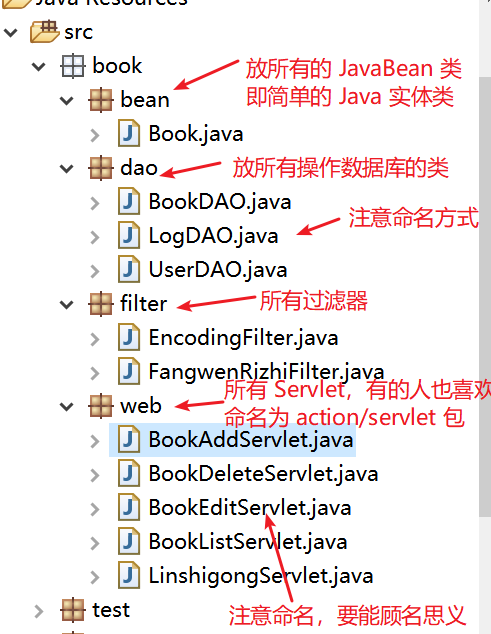 Java Resources
src
book
放所有的 JavaBean 类
即简单的 Java 实体类
bean
Book.java
dao
放所有操作数据库的类
BookDAO.java
注意命名方式
LogDAO.java
UserDAO.java
filter
所有过滤器
EncodingFilter.java
FangwenRizhiFilter.java
所有 Servlet，有的人也喜欢
命名为 action/servlet 包
web
BookAddServlet.java
BookDeleteServlet.java
BookEditServlet.java
BookListServlet.java
LinshigongServlet.java
注意命名，要能顾名思义
test